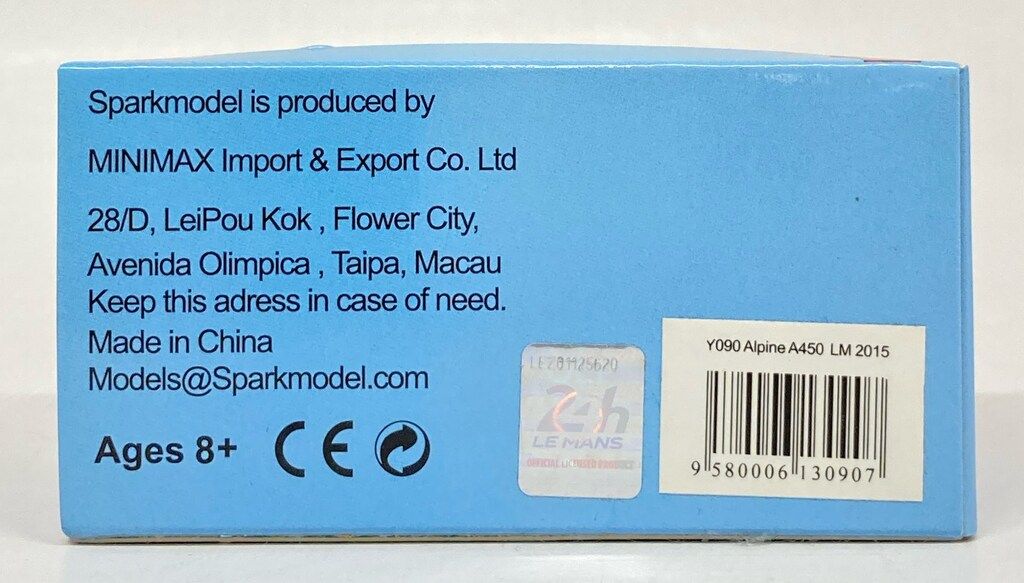 Sparkmodel is produced by
MINIMAX Import & Export Co. Ltd
28/D, LeiPou Kok , Flower City,
Avenida Olimpica , Taipa, Macau
Keep this adress in case of need.
Made in China
Models@Sparkmodel.com
Ages 8+ CE
24h
LE MANS
OFFICIAL LICENSED PRODUCT
Y090 Alpine A450 LM 2015
9 580006 130907